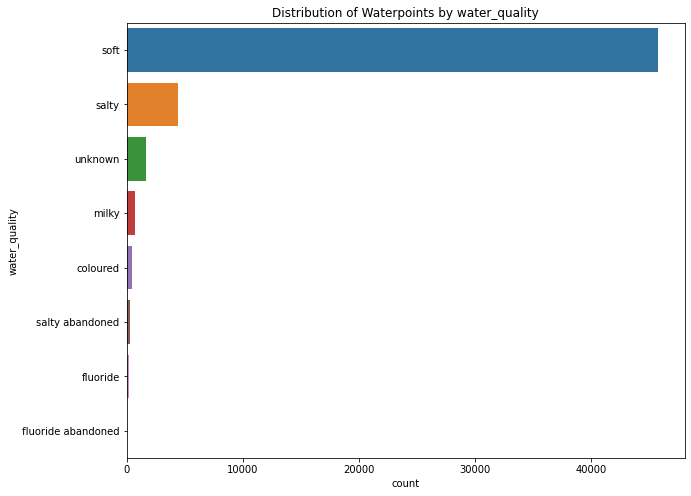 Distribution of Waterpoints by water_quality
water_quality
soft
salty
unknown
milky
coloured
salty abandoned
fluoride
fluoride abandoned
0 10000 20000 30000 40000
count